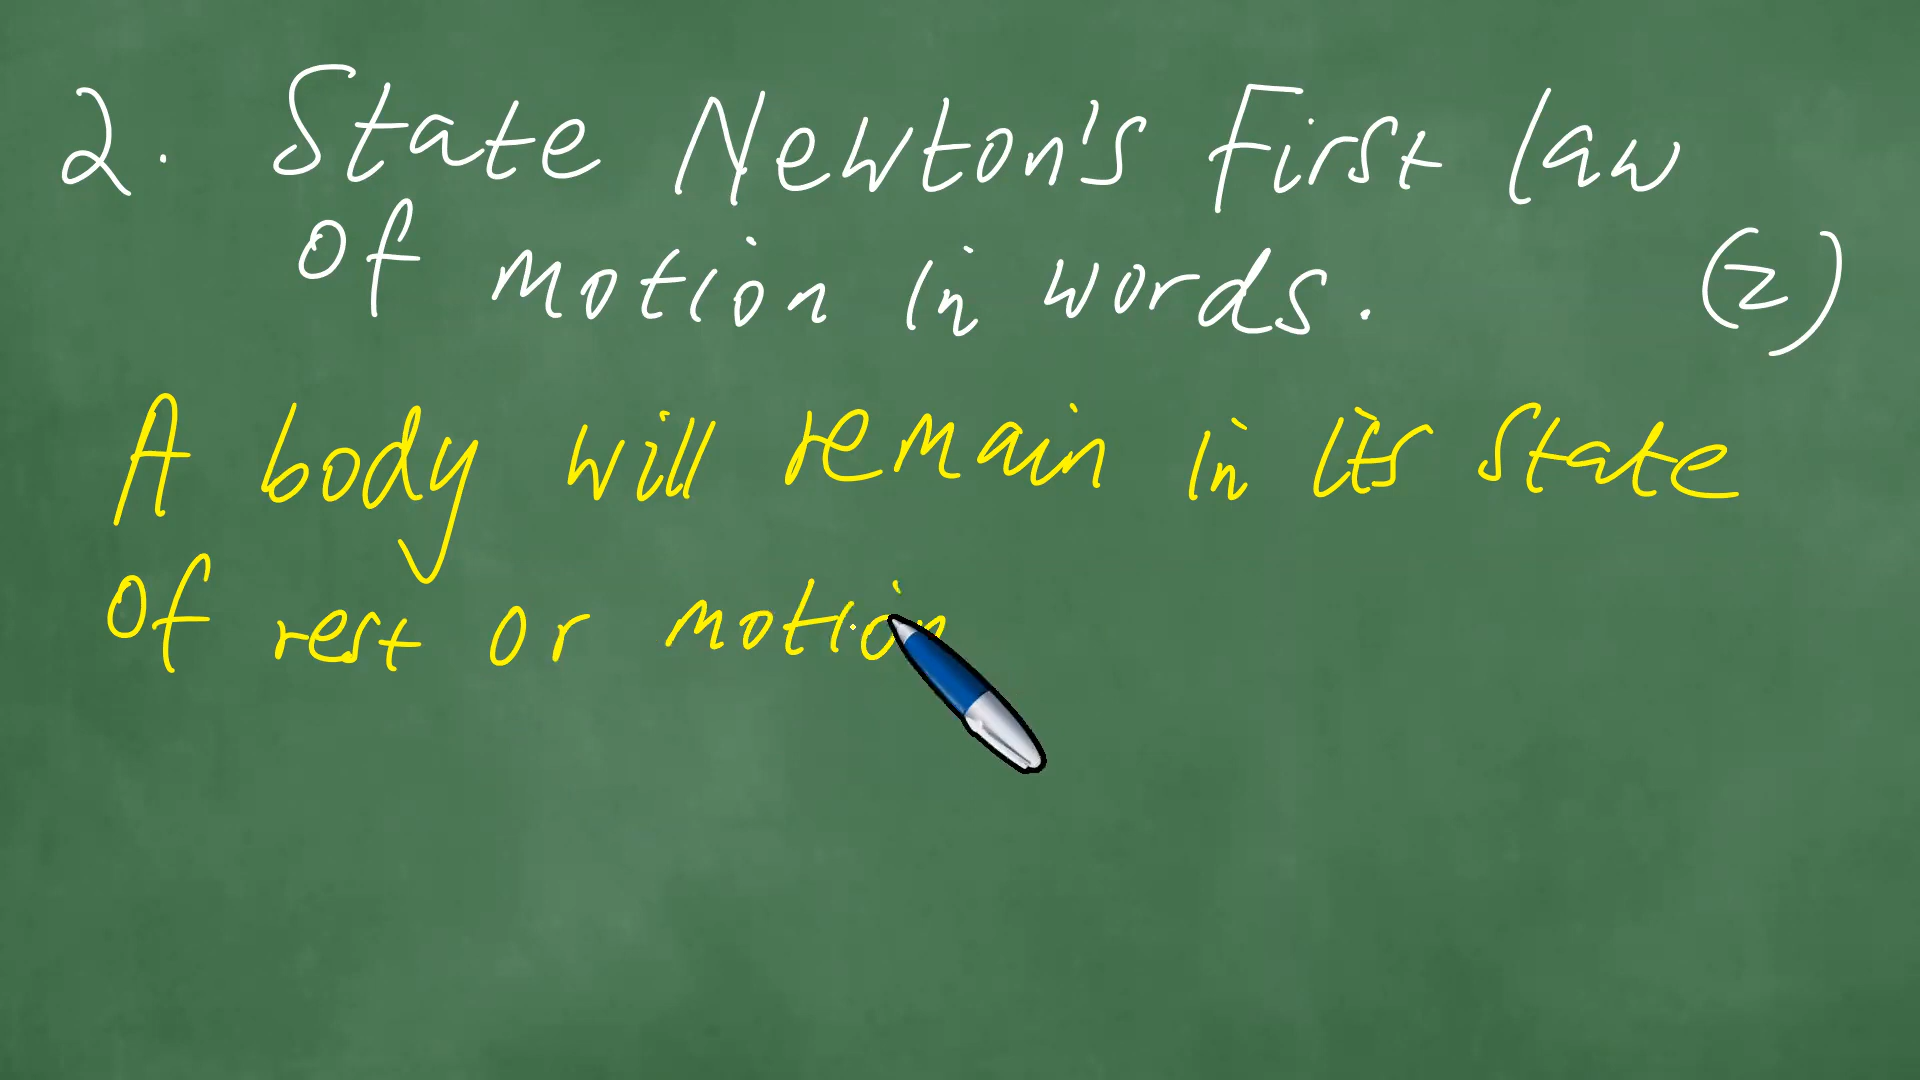 2. State Newton's First law
of motion in words. (2)
A body will remain in its state
of rest or motion